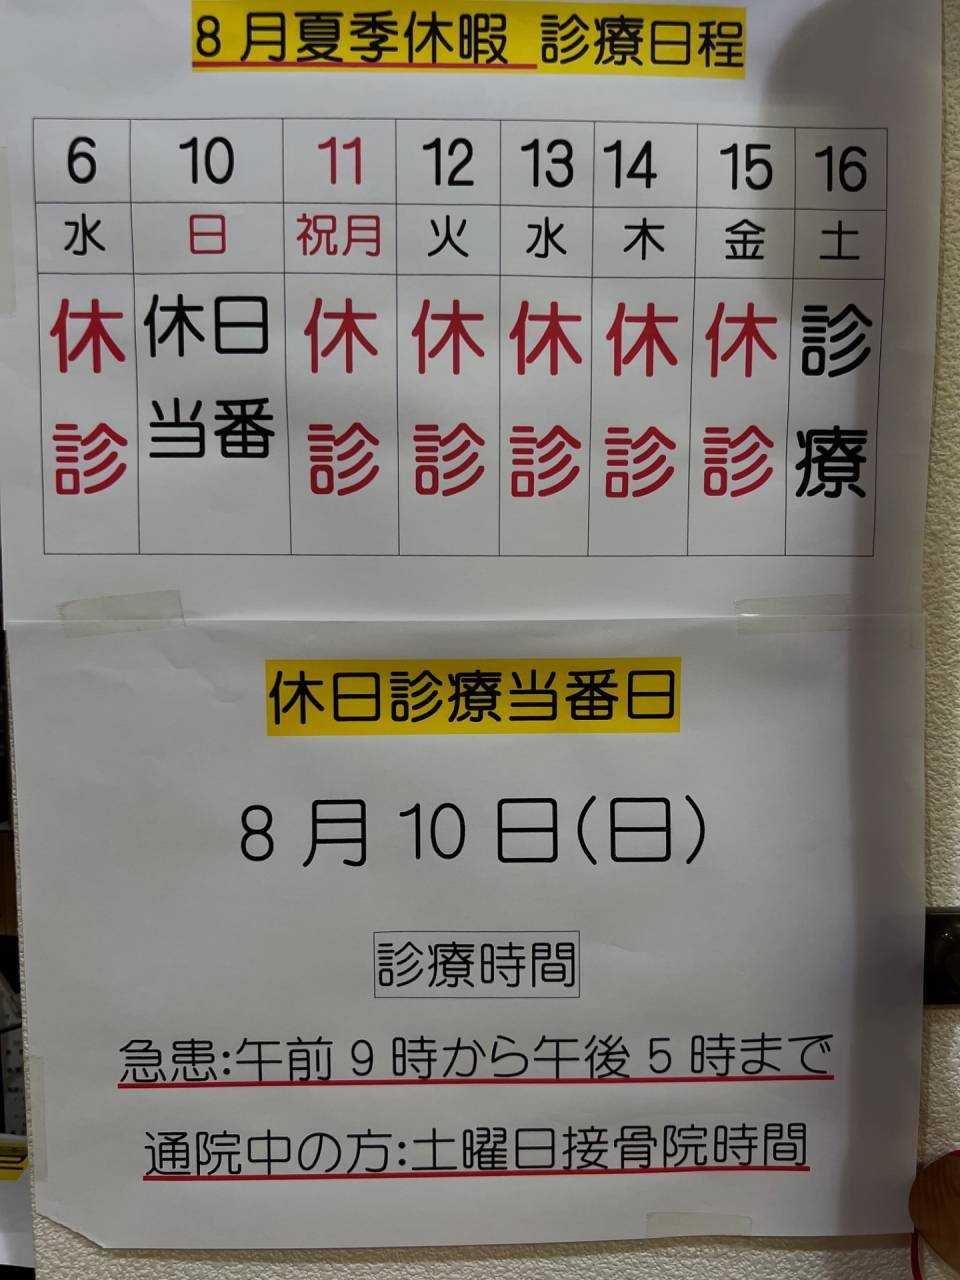 8月夏季休暇 診療日程
6 10 11 12 13 14 15 16
水 日 祝月 火 水 木 金 土
休診 休日当番 休診 休診 休診 休診 休診 診療
休日診療当番日
8月10日(日)
診療時間
急患:午前9時から午後5時まで
通院中の方:土曜日接骨院時間